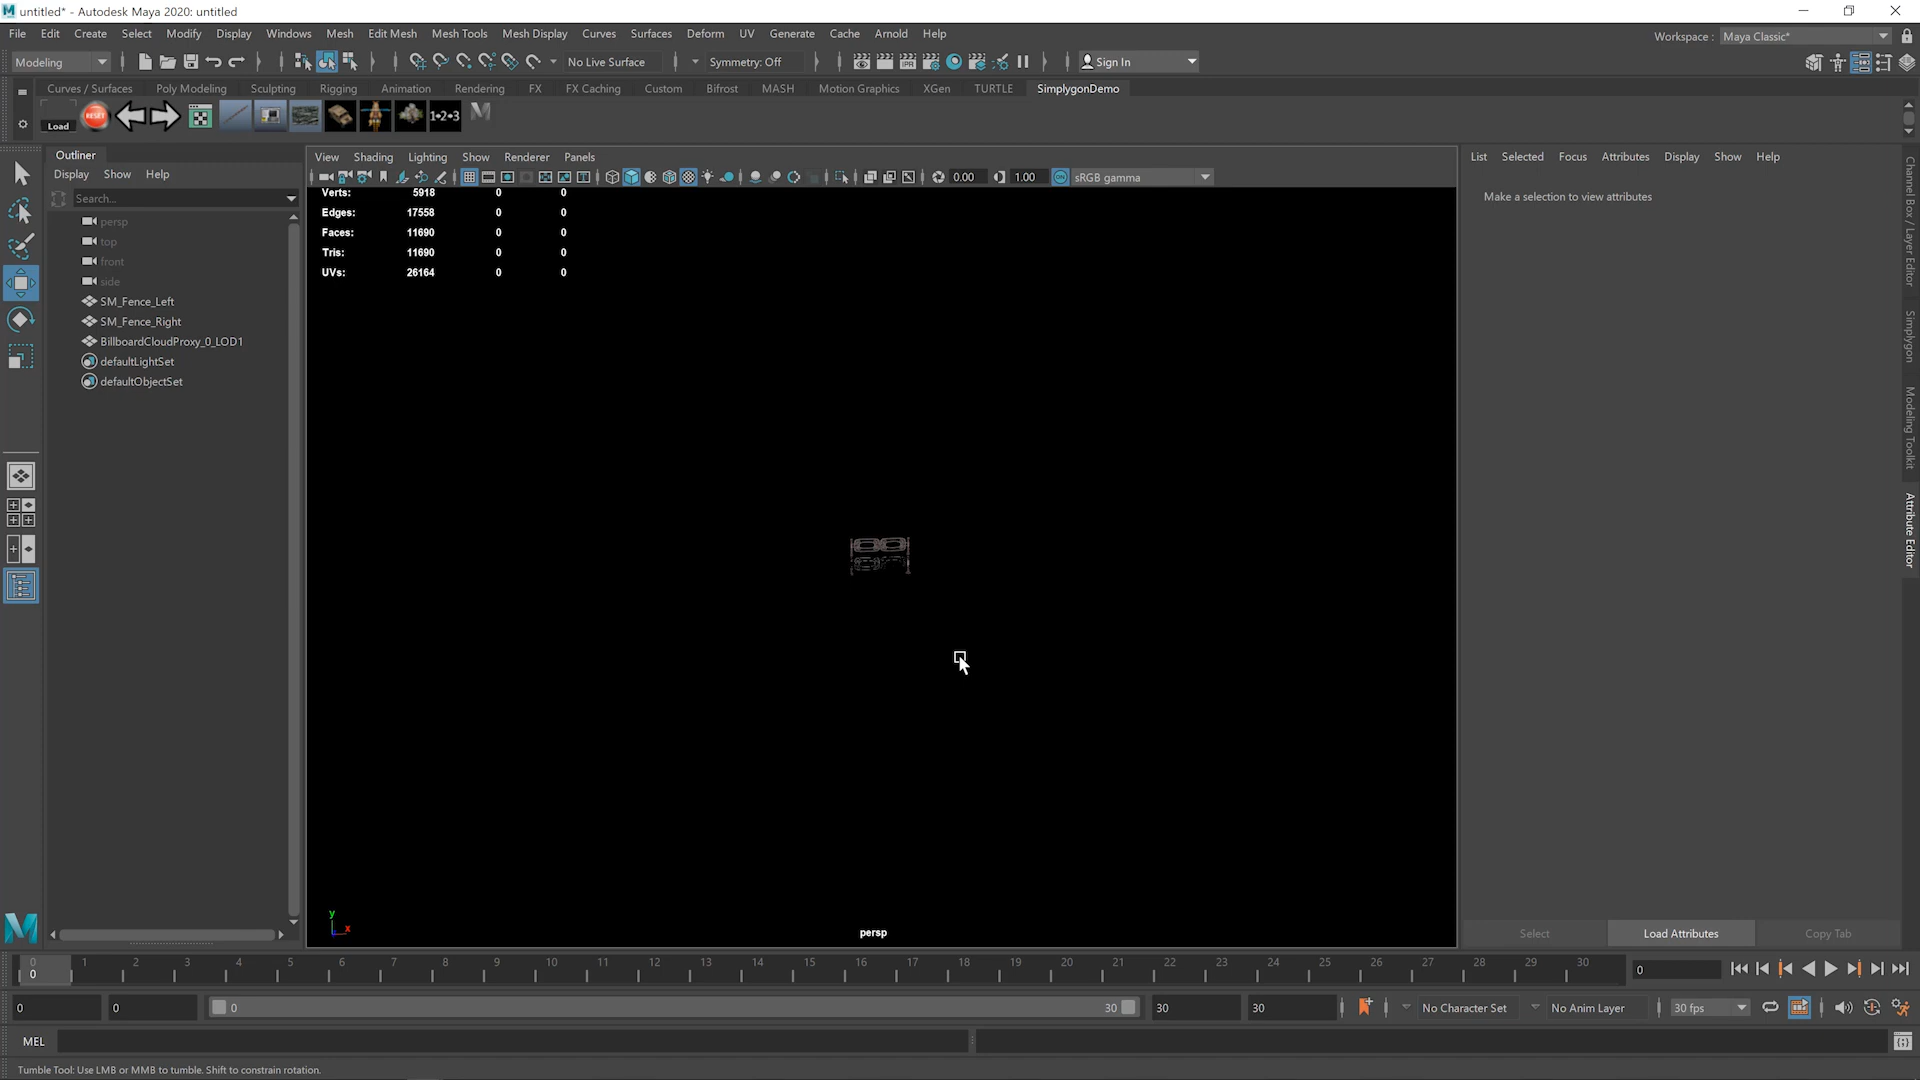 untitled* - Autodesk Maya 2020: untitled
File Edit Create Select Modify Display Windows Mesh Edit Mesh Mesh Tools Mesh Display Curves Surfaces Deform UV Generate Cache Arnold Help
Workspace : Maya Classic*
Modeling No Live Surface Symmetry: Off Sign In
Curves / Surfaces Poly Modeling Sculpting Rigging Animation Rendering FX FX Caching Custom Bifrost MASH Motion Graphics XGen TURTLE SimplygonDemo
Load RESET 1•2•3
Outliner
Display Show Help
Search...
persp
top
front
side
SM_Fence_Left
SM_Fence_Right
BillboardCloudProxy_0_LOD1
defaultLightSet
defaultObjectSet
View Shading Lighting Show Renderer Panels
0.00 1.00 ON sRGB gamma
Verts: 5918 0 0
Edges: 17558 0 0
Faces: 11690 0 0
Tris: 11690 0 0
UVs: 26164 0 0
y
x
persp
List Selected Focus Attributes Display Show Help
Make a selection to view attributes
Channel Box / Layer Editor
Simplygon
Modeling Toolkit
Attribute Editor
Select Load Attributes Copy Tab
0 1 2 3 4 5 6 7 8 9 10 11 12 13 14 15 16 17 18 19 20 21 22 23 24 25 26 27 28 29 30
0 0
0 0 0 30 30 30 No Character Set No Anim Layer 30 fps
MEL
Tumble Tool: Use LMB or MMB to tumble. Shift to constrain rotation.